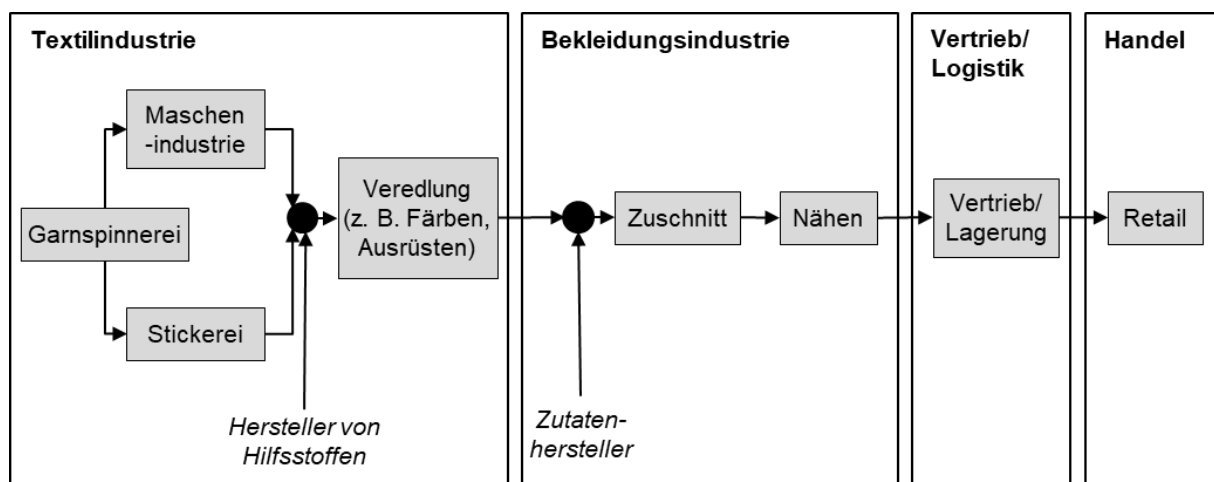 Textilindustrie
Maschen
-industrie
Garnspinnerei
Stickerei
Veredlung
(z. B. Färben,
Ausrüsten)
Hersteller von
Hilfsstoffen
Bekleidungsindustrie
Zuschnitt
Nähen
Zutaten-
hersteller
Vertrieb/
Logistik
Vertrieb/
Lagerung
Handel
Retail